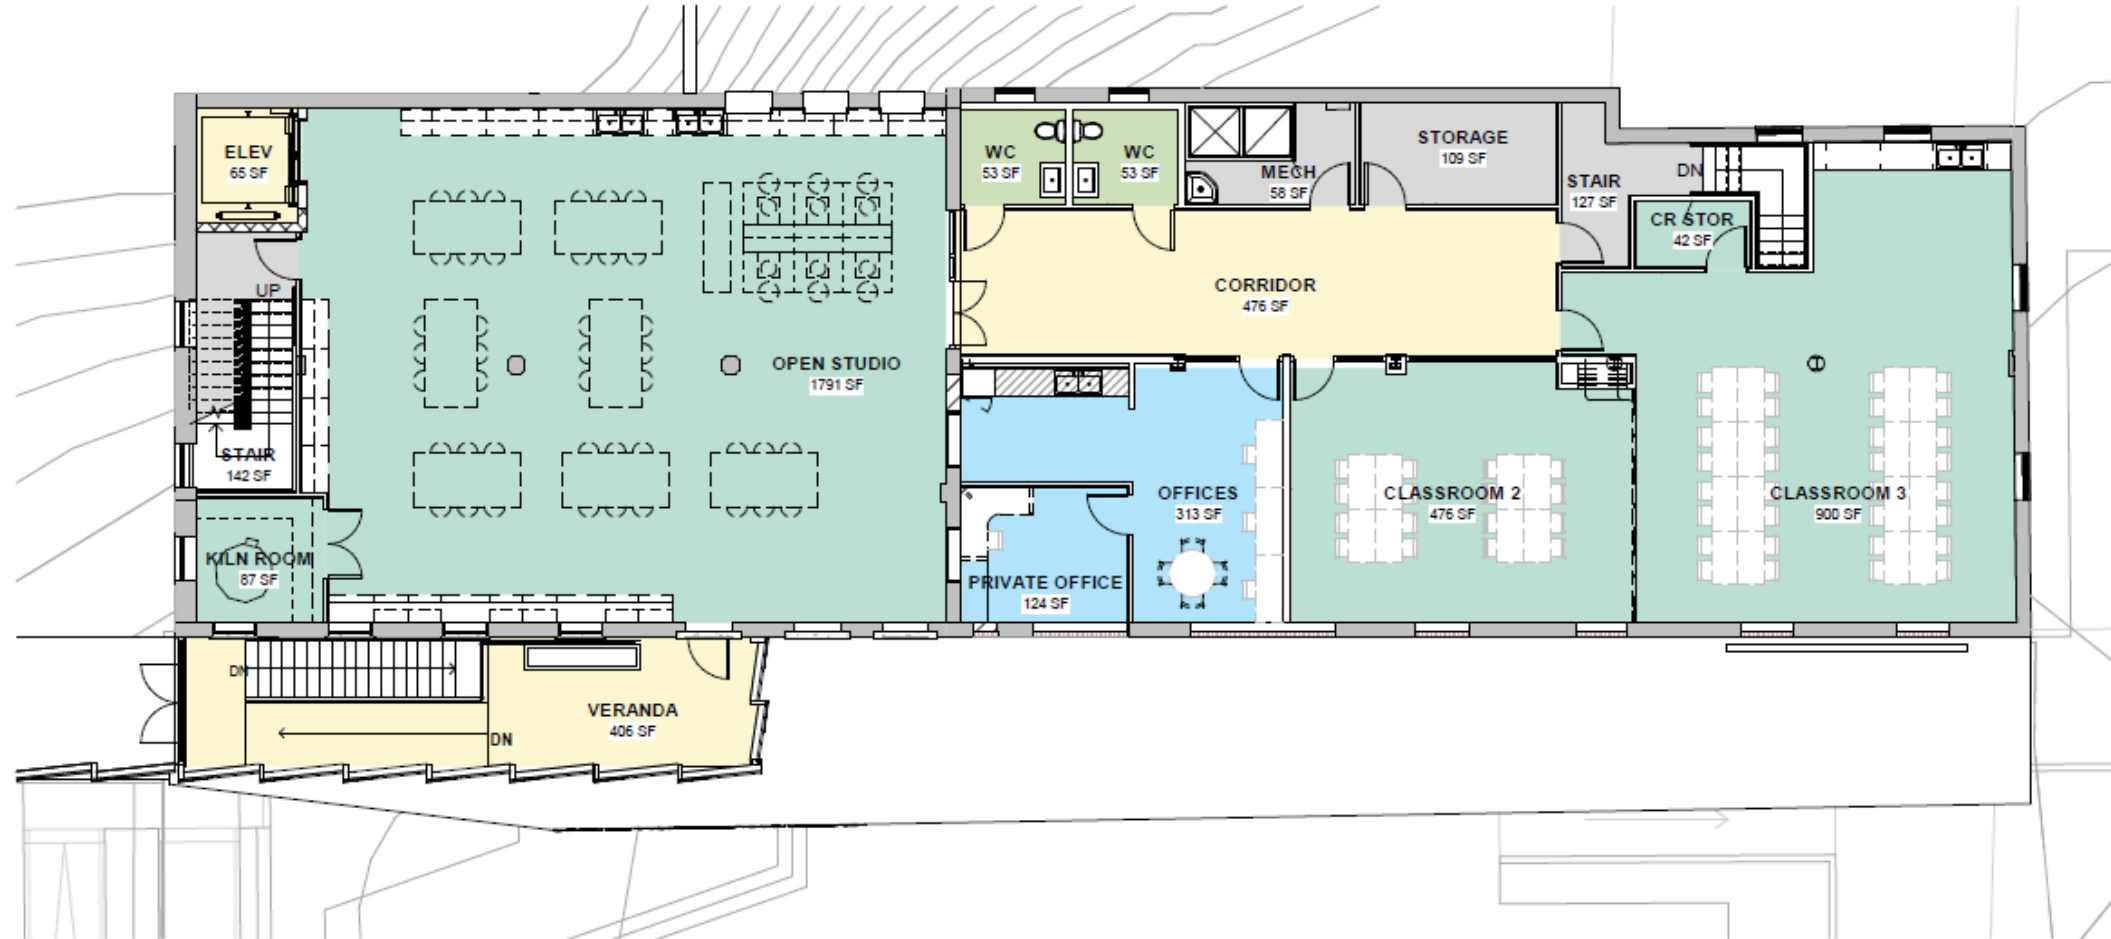 ELEV
65 SF
WC
53 SF
WC
53 SF
MECH
58 SF
STORAGE
109 SF
STAIR
127 SF
DN
CR STOR
42 SF
UP
CORRIDOR
476 SF
OPEN STUDIO
1791 SF
STAIR
142 SF
OFFICES
313 SF
CLASSROOM 2
476 SF
CLASSROOM 3
900 SF
KILN ROOM
87 SF
PRIVATE OFFICE
124 SF
DN
VERANDA
406 SF
DN